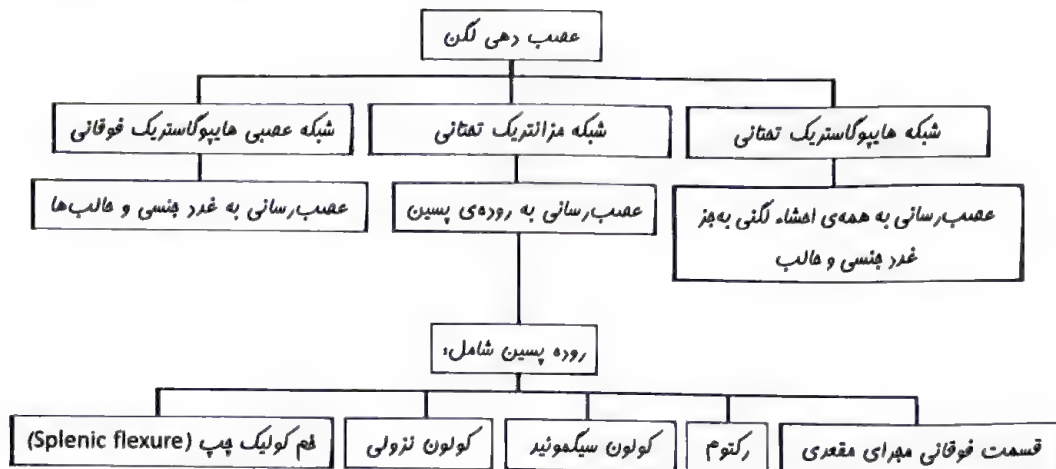 عصب دهی لگن
شبکه هایپوگاستریک تحتانی
شبکه مزانتریک تحتانی
شبکه عصبی هایپوگاستریک فوقانی
عصب‌رسانی به همه‌ی احشاء لگنی به‌جز
غدد جنسی و حالب
عصب‌رسانی به روده‌ی پسین
عصب‌رسانی به غدد جنسی و حالب‌ها
روده پسین شامل:
قسمت فوقانی مجرای مقعدی
رکتوم
کولون سیگموئید
کولون نزولی
خم کولیک چپ (Splenic flexure)